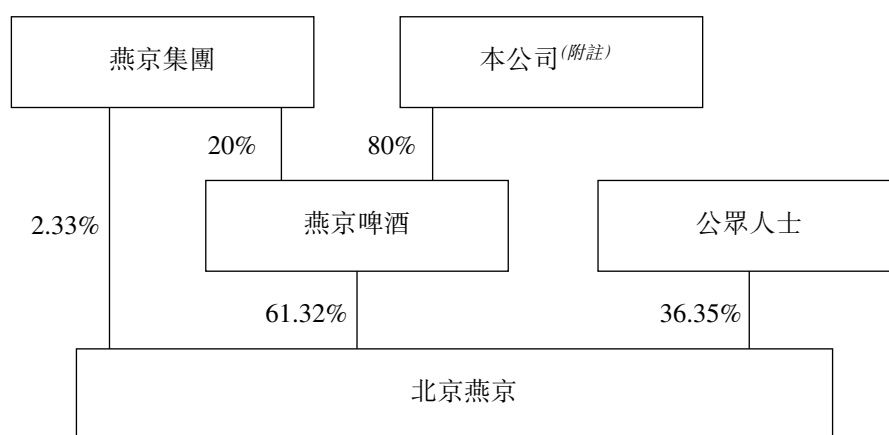 燕京集團
本公司(附註)
20%
80%
2.33%
燕京啤酒
公眾人士
61.32%
36.35%
北京燕京